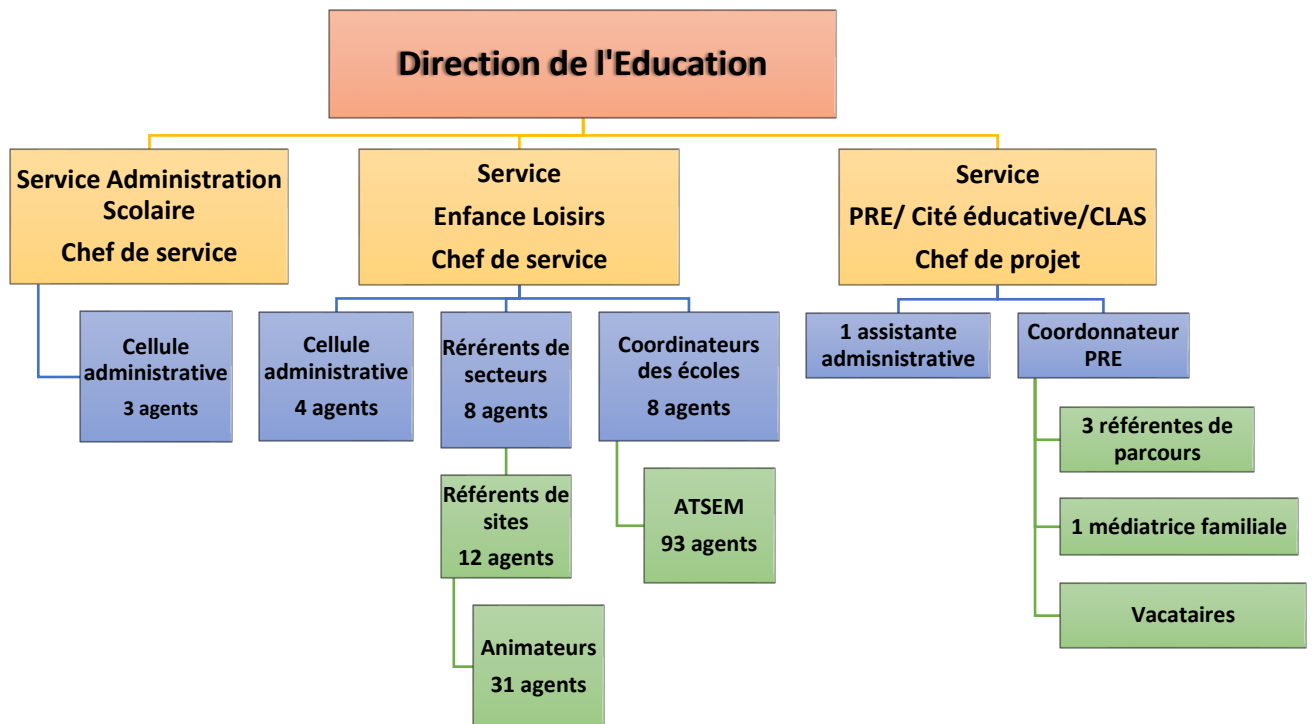 Direction de l'Education
Service Administration
Scolaire
Chef de service
Service
Enfance Loisirs
Chef de service
Service
PRE/ Cité éducative/CLAS
Chef de projet
Cellule
administrative
3 agents
Cellule
administrative
4 agents
Rérérents de
secteurs
8 agents
Coordinateurs
des écoles
8 agents
1 assistante
admisnistrative
Coordonnateur
PRE
Référents de
sites
12 agents
Animateurs
31 agents
ATSEM
93 agents
3 référentes de
parcours
1 médiatrice familiale
Vacataires